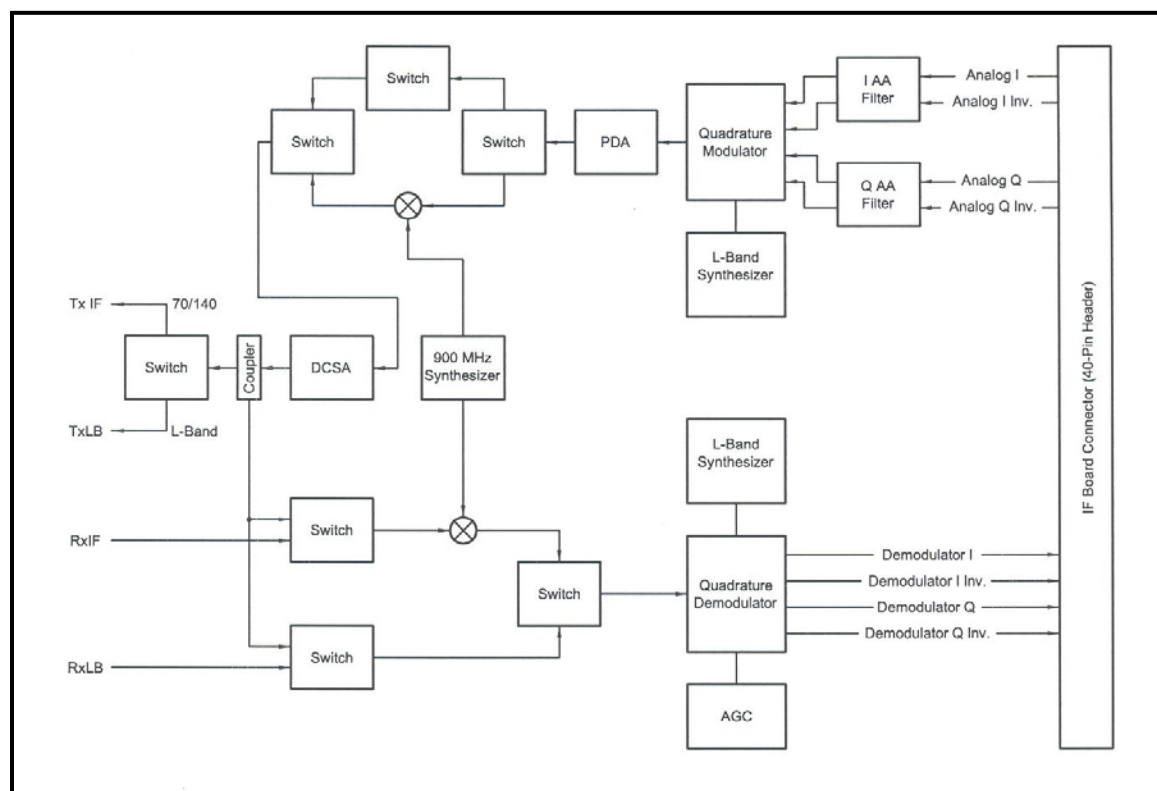 Switch
I AA
Filter
Analog I
Analog I Inv.
Switch
Switch
PDA
Quadrature
Modulator
Q AA
Filter
Analog Q
Analog Q Inv.
L-Band
Synthesizer
Tx IF
70/140
Switch
Coupler
DCSA
900 MHz
Synthesizer
TxLB
L-Band
L-Band
Synthesizer
IF Board Connector (40-Pin Header)
RxIF
Switch
Switch
Quadrature
Demodulator
Demodulator I
Demodulator I Inv.
Demodulator Q
Demodulator Q Inv.
RxLB
Switch
AGC